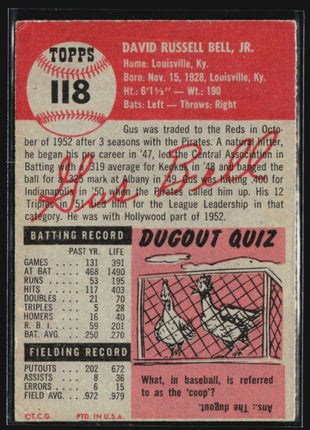 TOPPS
118
DAVID RUSSELL BELL, JR.
Home: Louisville, Ky.
Born: Nov. 15, 1928, Louisville, Ky.
Ht.: 6'1½" — Wt.: 190
Bats: Left – Throws: Right
Gus was traded to the Reds in Octo-
ber of 1952 after 3 seasons with the Pirates. A natural hitter,
he began his pro career in '47, led the Central Association in
Batting with a .319 average for Keokuk, '48 and banged the
ball for a .325 mark at Albany in '49. Gus was hitting .400 for
Indianapolis in '50 when the Pirates called him up. His 12
Triples in '51 were good for the League Leadership in that
category. He was with Hollywood part of 1952.
Gus Bell
BATTING RECORD
PAST YR. LIFE
GAMES 131 391
AT BAT 468 1490
RUNS 53 195
HITS 117 403
DOUBLES 21 70
TRIPLES 5 28
HOMERS 16 40
R. B. I. 59 201
BAT. AVG. .250 .270
FIELDING RECORD
PUTOUTS 202 672
ASSISTS 8 36
ERRORS 6 15
FIELD AVG. .972 .979
©T.C.G. PTD. IN U.S.A.
DUGOUT QUIZ
What, in baseball, is
referred to as
the 'coop'?
Ans.: The dugout.